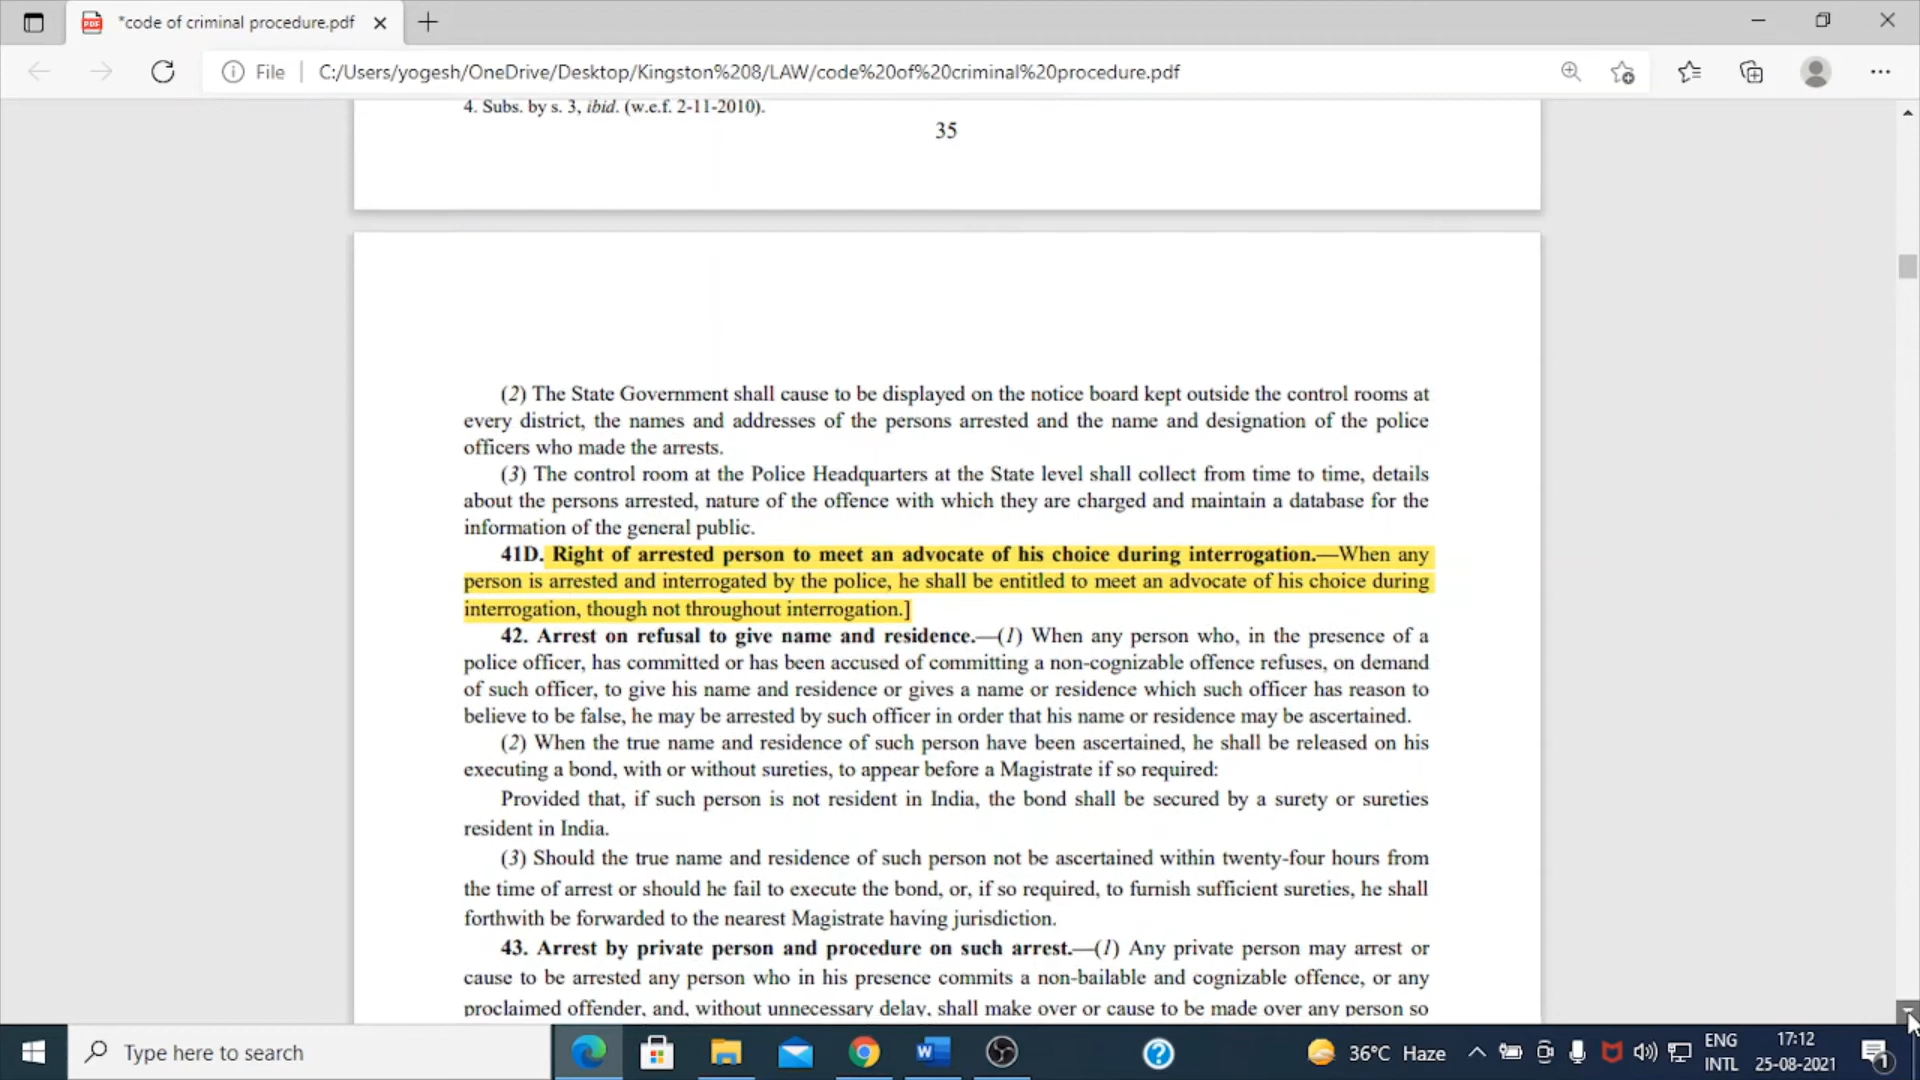 *code of criminal procedure.pdf
File
C:/Users/yogesh/OneDrive/Desktop/Kingston%208/LAW/code%20of%20criminal%20procedure.pdf
4. Subs. by s. 3, ibid. (w.e.f. 2-11-2010).
35
(2) The State Government shall cause to be displayed on the notice board kept outside the control rooms at
every district, the names and addresses of the persons arrested and the name and designation of the police
officers who made the arrests.
(3) The control room at the Police Headquarters at the State level shall collect from time to time, details
about the persons arrested, nature of the offence with which they are charged and maintain a database for the
information of the general public.
41D. Right of arrested person to meet an advocate of his choice during interrogation.—When any
person is arrested and interrogated by the police, he shall be entitled to meet an advocate of his choice during
interrogation, though not throughout interrogation.]
42. Arrest on refusal to give name and residence.—(1) When any person who, in the presence of a
police officer, has committed or has been accused of committing a non-cognizable offence refuses, on demand
of such officer, to give his name and residence or gives a name or residence which such officer has reason to
believe to be false, he may be arrested by such officer in order that his name or residence may be ascertained.
(2) When the true name and residence of such person have been ascertained, he shall be released on his
executing a bond, with or without sureties, to appear before a Magistrate if so required:
Provided that, if such person is not resident in India, the bond shall be secured by a surety or sureties
resident in India.
(3) Should the true name and residence of such person not be ascertained within twenty-four hours from
the time of arrest or should he fail to execute the bond, or, if so required, to furnish sufficient sureties, he shall
forthwith be forwarded to the nearest Magistrate having jurisdiction.
43. Arrest by private person and procedure on such arrest.—(1) Any private person may arrest or
cause to be arrested any person who in his presence commits a non-bailable and cognizable offence, or any
proclaimed offender, and, without unnecessary delay, shall make over or cause to be made over any person so
Type here to search
36°C Haze
ENG
INTL
17:12
25-08-2021
1